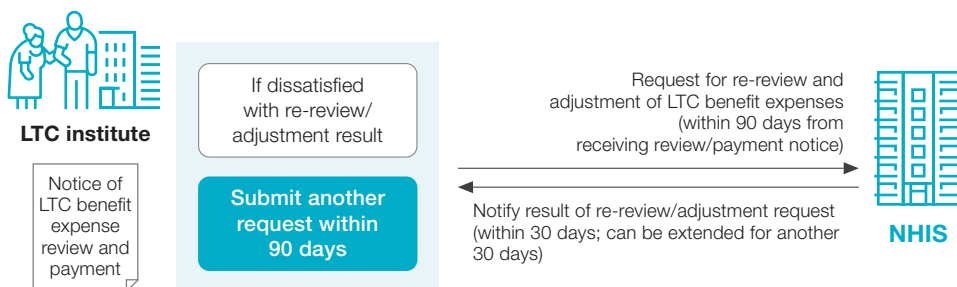 LTC institute
Notice of
LTC benefit
expense
review and
payment
If dissatisfied
with re-review/
adjustment result
Submit another
request within
90 days
Request for re-review and
adjustment of LTC benefit expenses
(within 90 days from
receiving review/payment notice)
Notify result of re-review/adjustment request
(within 30 days; can be extended for another
30 days)
NHIS